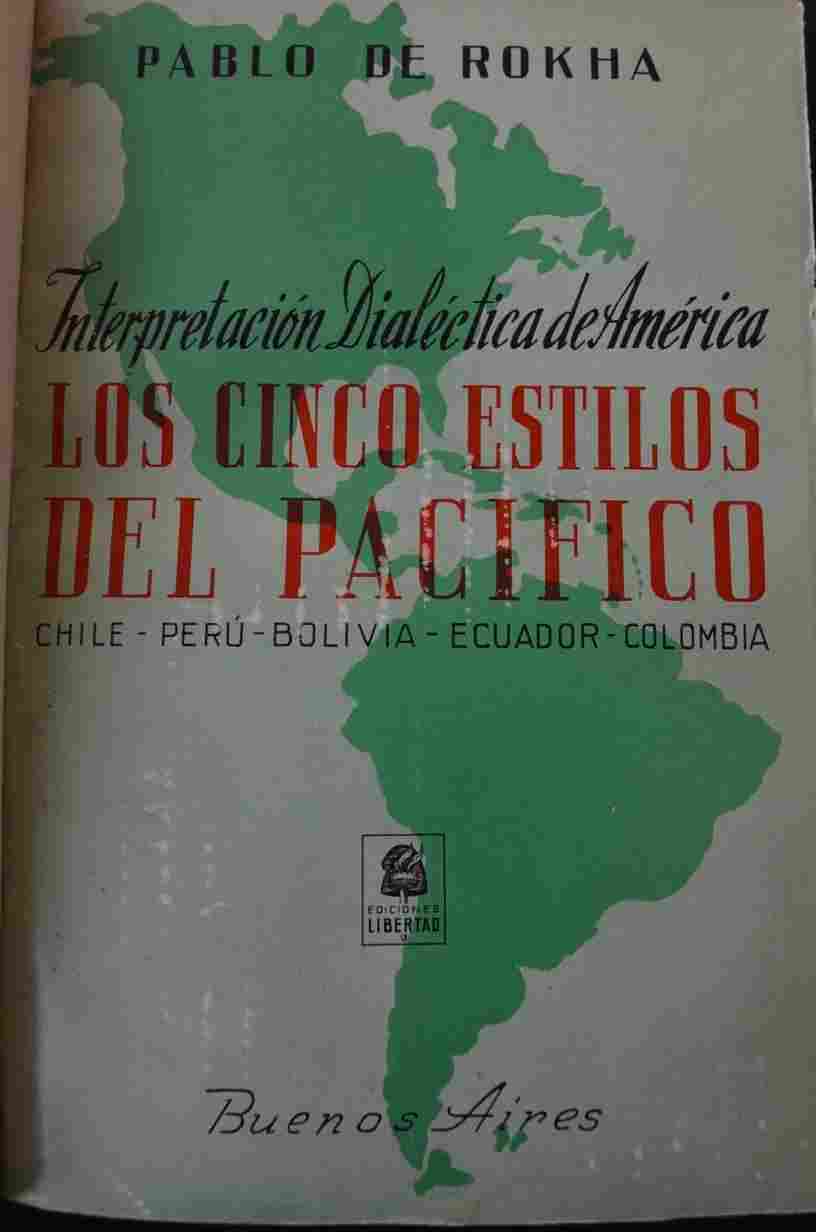 PABLO DE ROKHA
Interpretación Dialéctica de América
LOS CINCO ESTILOS
DEL PACIFICO
CHILE - PERÚ - BOLIVIA - ECUADOR - COLOMBIA
EDICIONES
LIBERTAD
Buenos Aires